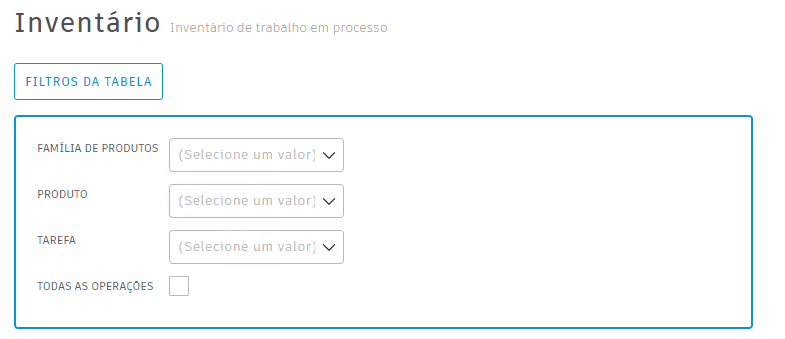 Inventário Inventário de trabalho em processo
FILTROS DA TABELA
FAMÍLIA DE PRODUTOS (Selecione um valor)
PRODUTO (Selecione um valor)
TAREFA (Selecione um valor)
TODAS AS OPERAÇÕES